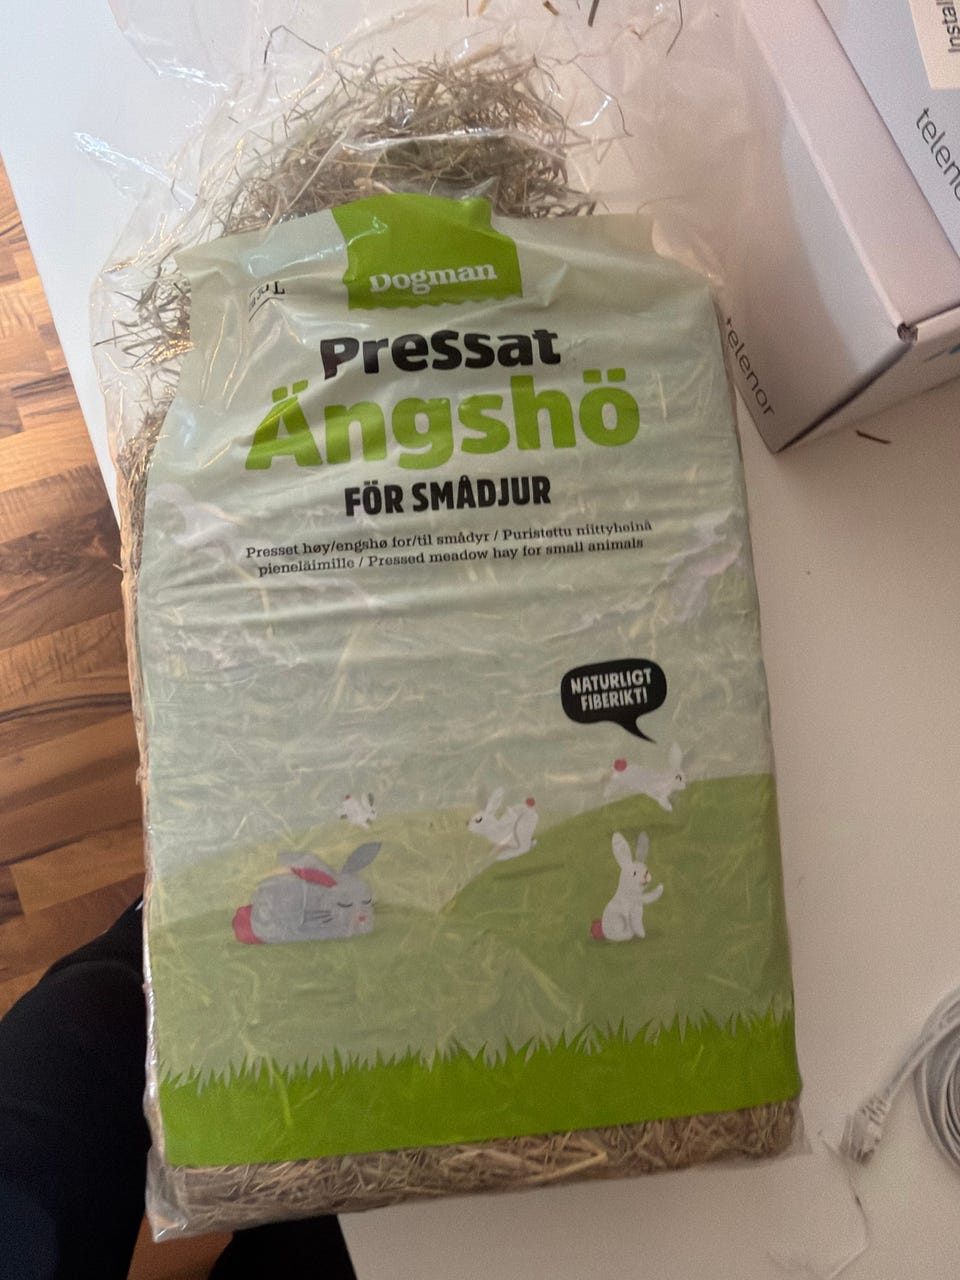 Dogman
Pressat
Ängshö
FÖR SMÅDJUR
Presset høy/engshø for/til smådyr / Puristettu niittyheinä
pieneläimille / Pressed meadow hay for small animals
NATURLIGT
FIBERIKT!
telenor